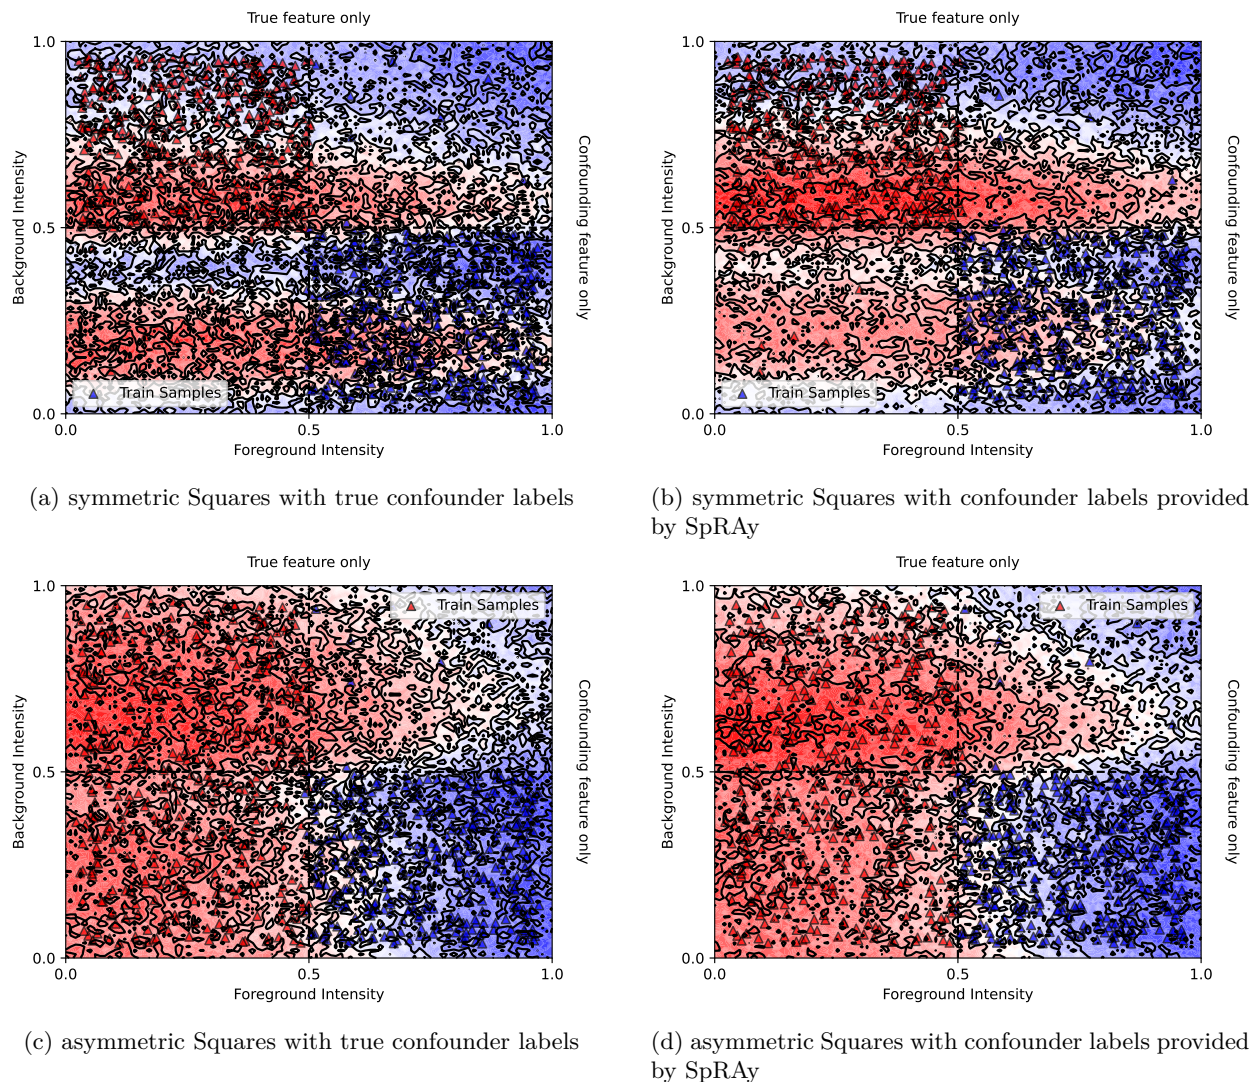 True feature only
1.0
0.5
0.0
Background Intensity
Confounding feature only
Train Samples
0.0
0.5
1.0
Foreground Intensity
(a) symmetric Squares with true confounder labels
True feature only
1.0
0.5
0.0
Background Intensity
Confounding feature only
Train Samples
0.0
0.5
1.0
Foreground Intensity
(b) symmetric Squares with confounder labels provided
by SpRAy
True feature only
1.0
0.5
0.0
Background Intensity
Confounding feature only
Train Samples
0.0
0.5
1.0
Foreground Intensity
(c) asymmetric Squares with true confounder labels
True feature only
1.0
0.5
0.0
Background Intensity
Confounding feature only
Train Samples
0.0
0.5
1.0
Foreground Intensity
(d) asymmetric Squares with confounder labels provided
by SpRAy